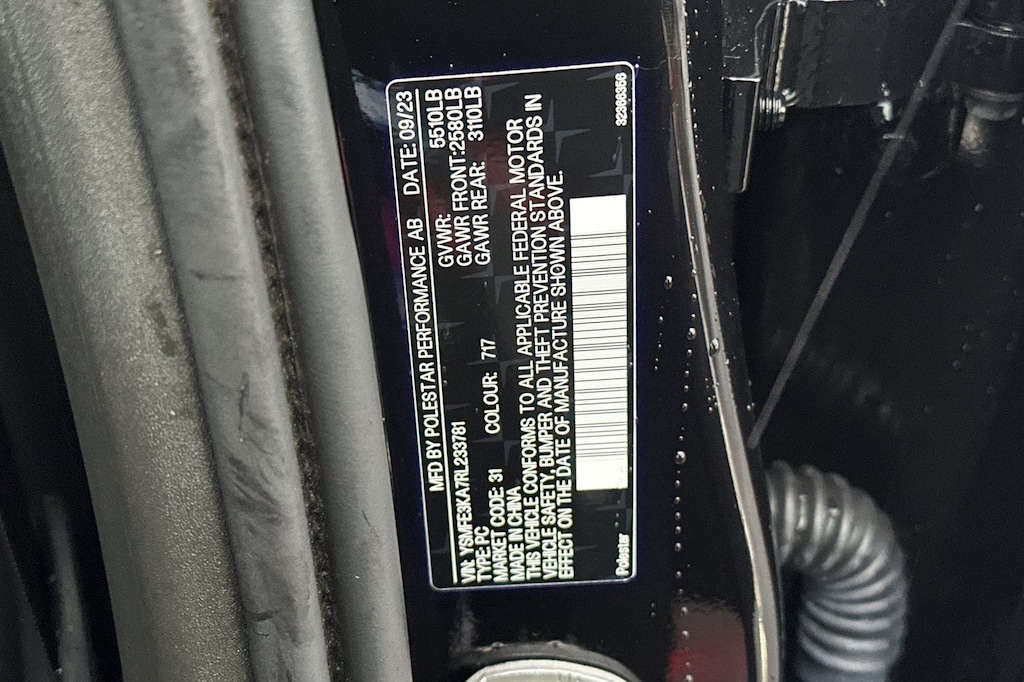 MFD BY POLESTAR PERFORMANCE AB DATE: 09/23
VIN: YSMFE3KA7RL233781
TYPE: PC
MARKET CODE: 31 COLOUR: 717
GVWR: 5510LB
GAWR FRONT:2580LB
GAWR REAR: 3110LB
MADE IN CHINA
THIS VEHICLE CONFORMS TO ALL APPLICABLE FEDERAL MOTOR
VEHICLE SAFETY, BUMPER AND THEFT PREVENTION STANDARDS IN
EFFECT ON THE DATE OF MANUFACTURE SHOWN ABOVE.
Polestar 32366356